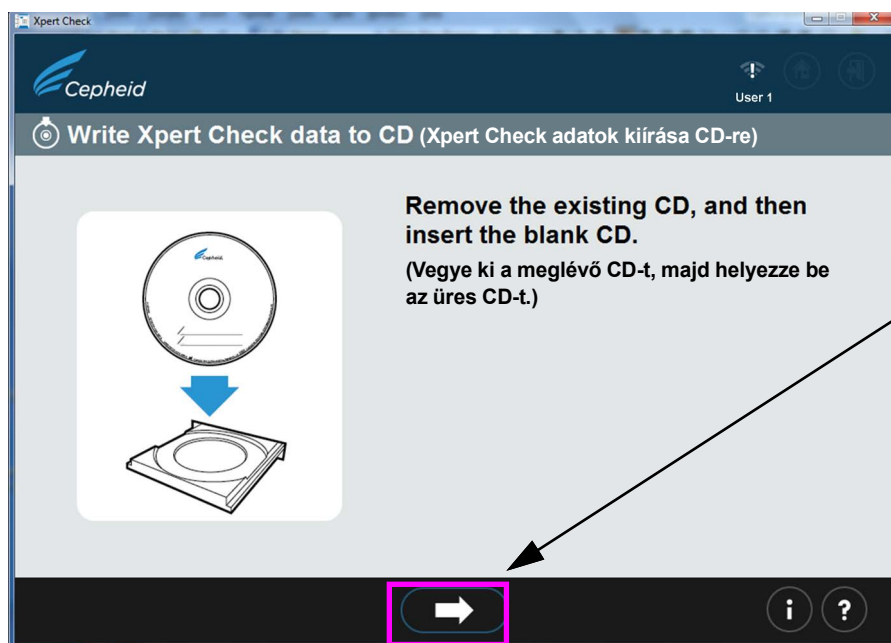 Xpert Check
Cepheid
User 1
Write Xpert Check data to CD (Xpert Check adatok kiírása CD-re)
Cepheid.
Remove the existing CD, and then
insert the blank CD.
(Vegye ki a meglévő CD-t, majd helyezze be
az üres CD-t.)
i ?